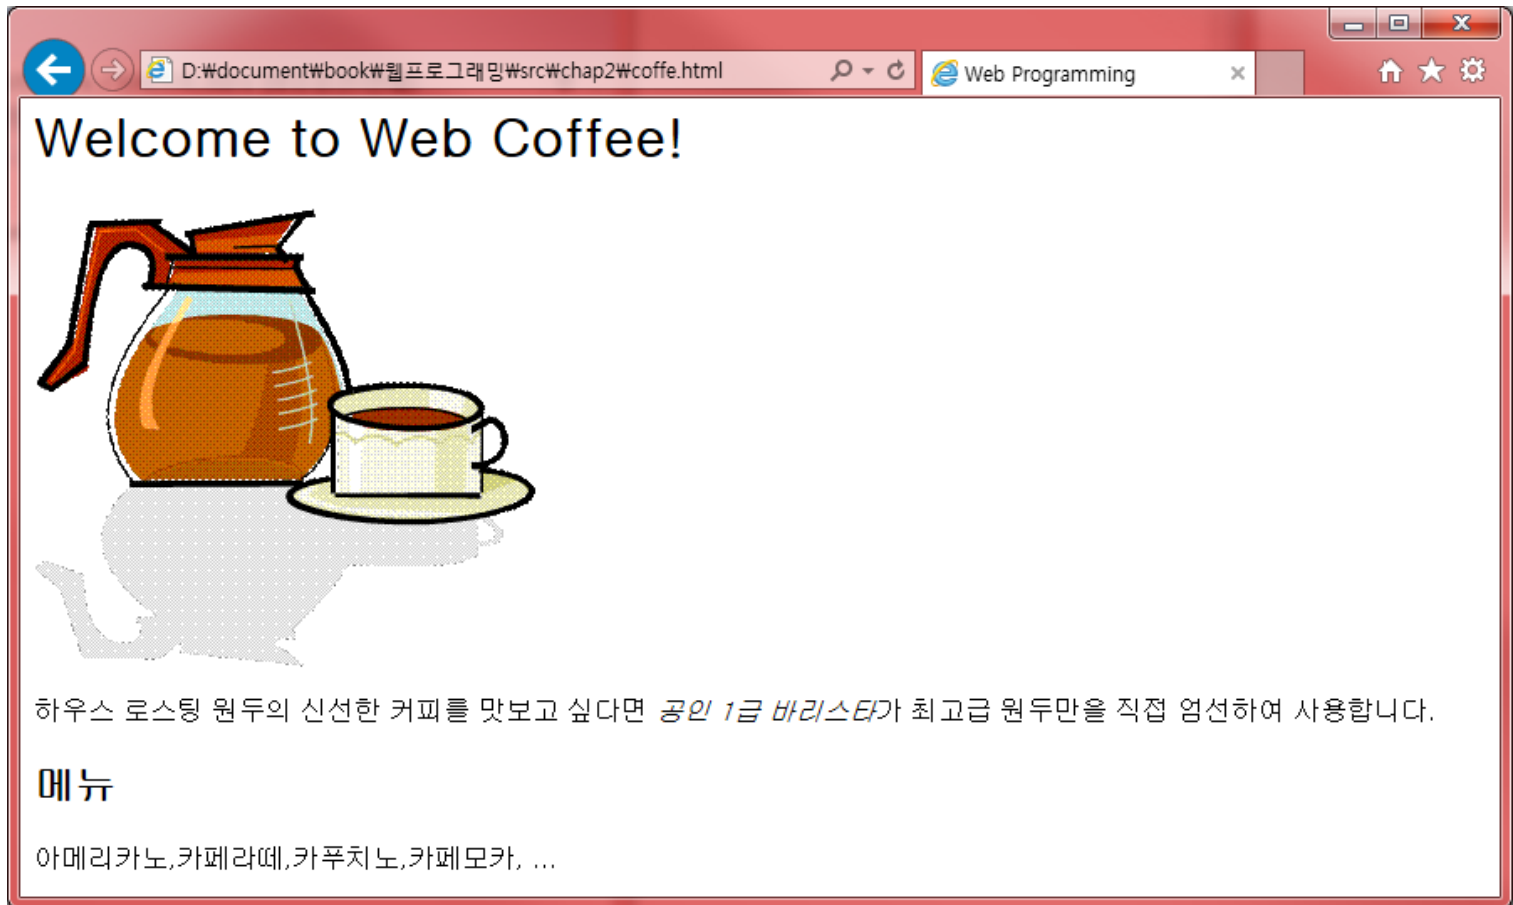 D:₩document₩book₩웹프로그래밍₩src₩chap2₩coffe.html
Web Programming
Welcome to Web Coffee!
하우스 로스팅 원두의 신선한 커피를 맛보고 싶다면 공인 1급 바리스타가 최고급 원두만을 직접 엄선하여 사용합니다.
메뉴
아메리카노,카페라떼,카푸치노,카페모카, ...